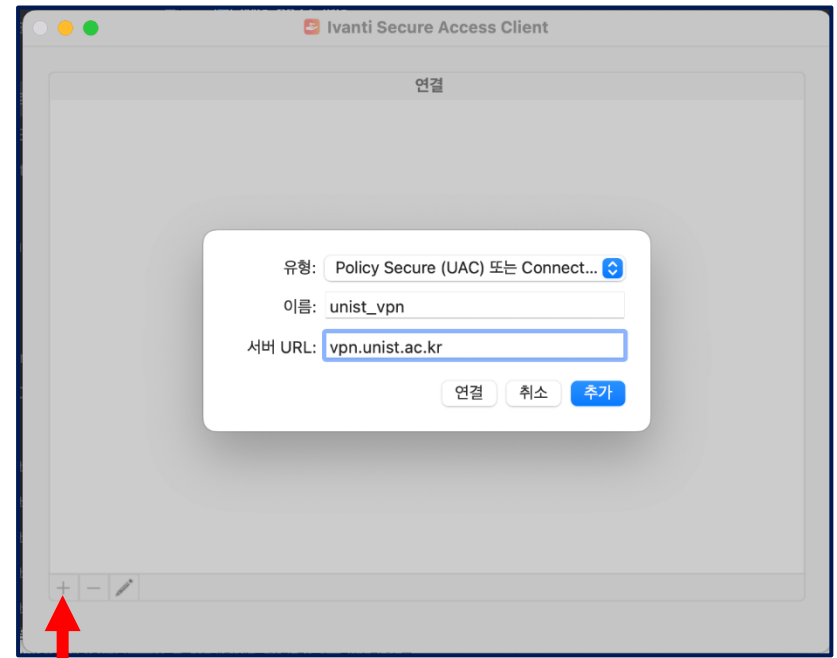 Ivanti Secure Access Client
연결
유형: Policy Secure (UAC) 또는 Connect...
이름: unist_vpn
서버 URL: vpn.unist.ac.kr
연결 취소 추가